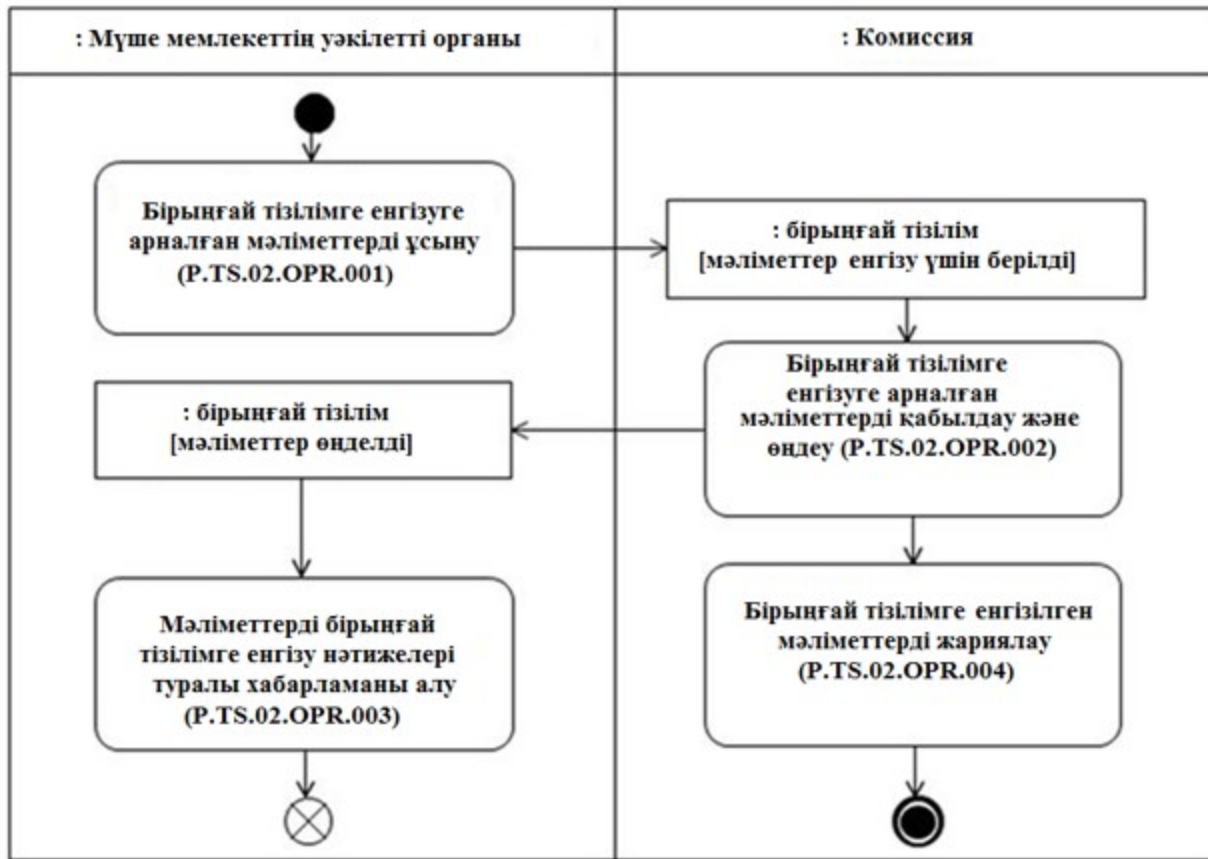 : Мүше мемлекеттің уәкілетті органы
: Комиссия
Бірыңғай тізілімге енгізуге
арналған мәліметтерді ұсыну
(P.TS.02.OPR.001)
: бірыңғай тізілім
[мәліметтер енгізу үшін берілді]
Бірыңғай тізілімге
енгізуге арналған
мәліметтерді қабылдау және
өңдеу (P.TS.02.OPR.002)
: бірыңғай тізілім
[мәліметтер өңделді]
Мәліметтерді бірыңғай
тізілімге енгізу нәтижелері
туралы хабарламаны алу
(P.TS.02.OPR.003)
Бірыңғай тізілімге енгізілген
мәліметтерді жариялау
(P.TS.02.OPR.004)